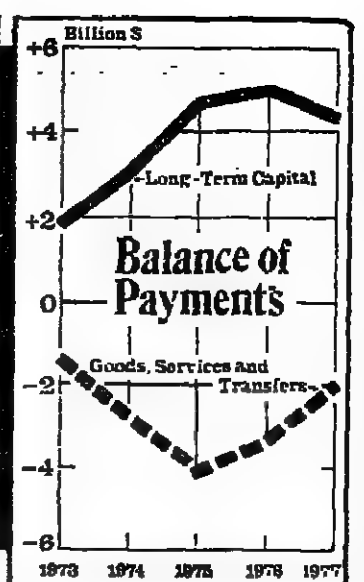 Billion $
+6
+4
Long-Term Capital
+2
Balance of
Payments
0
Goods, Services and
-2
Transfers
-4
-6
1973 1974 1975 1976 1977